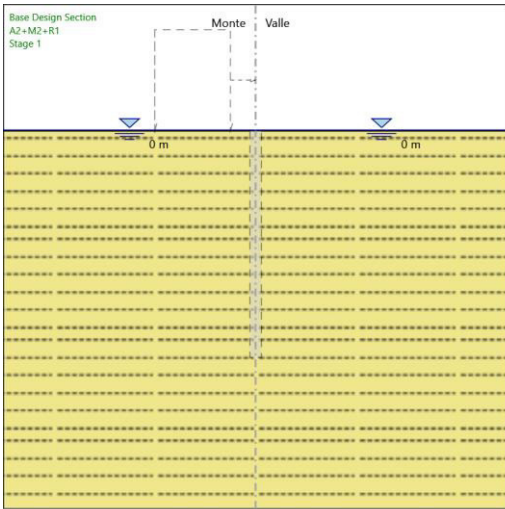 Base Design Section
A2+M2+R1
Stage 1
Monte Valle
0 m 0 m